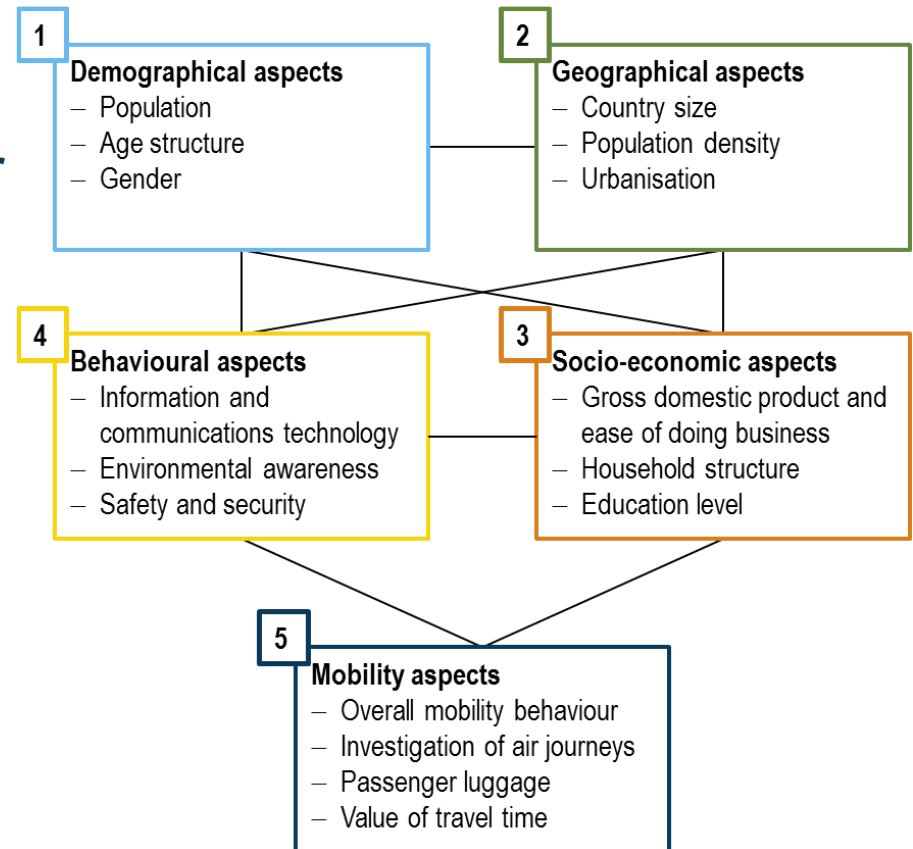 1
Demographical aspects
– Population
– Age structure
– Gender
2
Geographical aspects
– Country size
– Population density
– Urbanisation
4
Behavioural aspects
– Information and
communications technology
– Environmental awareness
– Safety and security
3
Socio-economic aspects
– Gross domestic product and
ease of doing business
– Household structure
– Education level
5
Mobility aspects
– Overall mobility behaviour
– Investigation of air journeys
– Passenger luggage
– Value of travel time